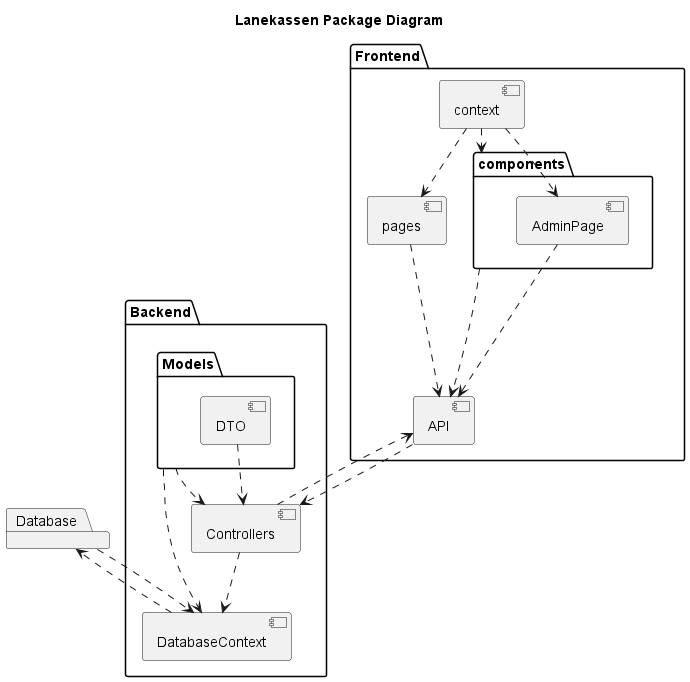 Lanekassen Package Diagram
Frontend
context
components
pages
AdminPage
Backend
Models
DTO
API
Database
Controllers
DatabaseContext